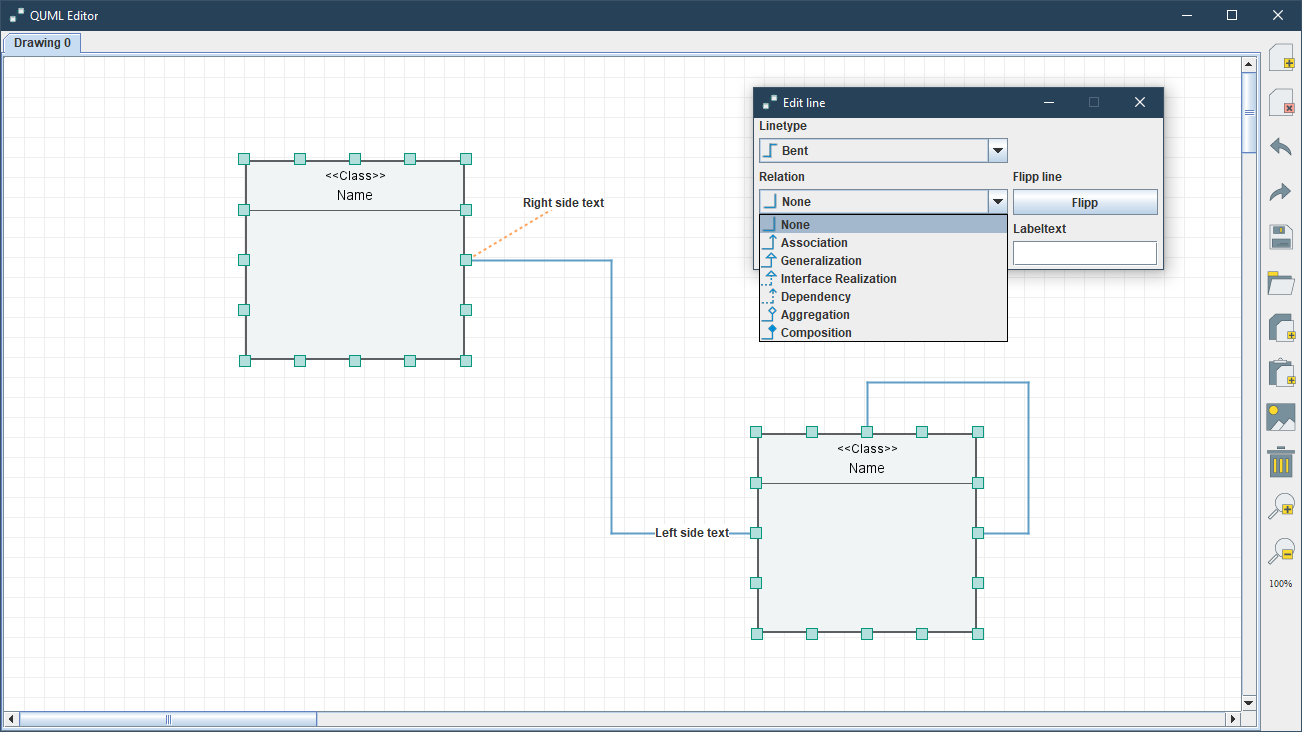 QUML Editor
Drawing 0
Edit line
Linetype
Bent
Relation
Flipp line
None
Flipp
None
Labeltext
Association
Generalization
Interface Realization
Dependency
Aggregation
Composition
<<Class>>
Name
Right side text
<<Class>>
Name
Left side text
100%